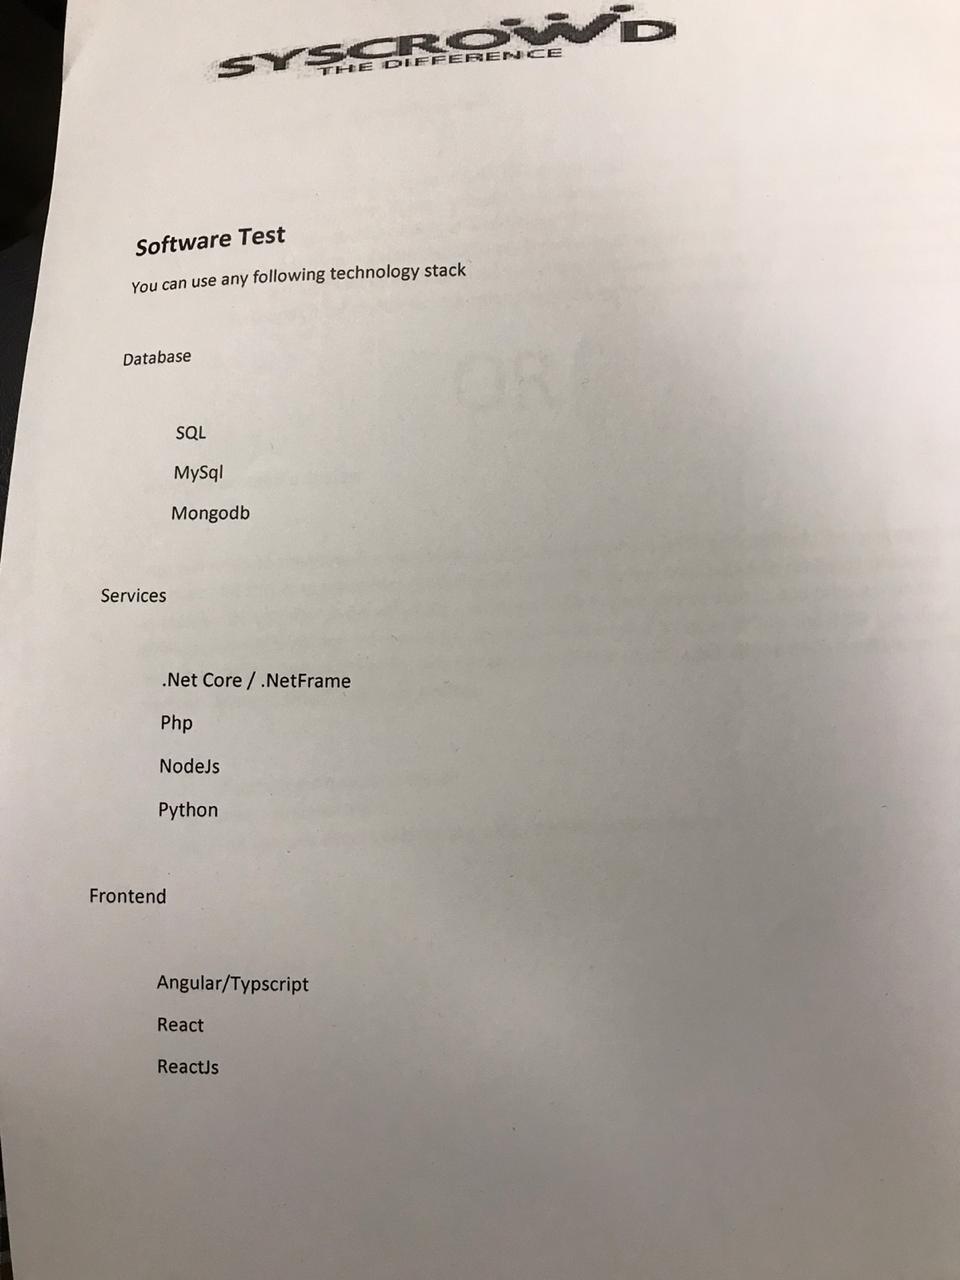 SYSCROWD
THE DIFFERENCE
Software Test
You can use any following technology stack
Database
SQL
MySql
Mongodb
Services
.Net Core / .NetFrame
Php
NodeJs
Python
Frontend
Angular/Typscript
React
ReactJs